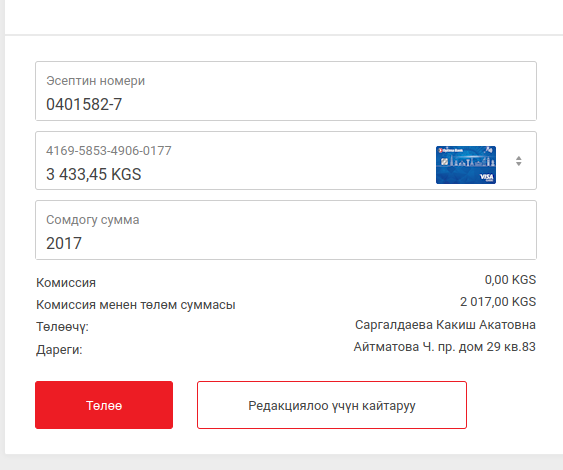 Эсептин номери
0401582-7
4169-5853-4906-0177
3 433,45 KGS
VISA
Сомдогу сумма
2017
Комиссия 0,00 KGS
Комиссия менен төлөм суммасы 2 017,00 KGS
Төлөөчү: Саргалдаева Какиш Акатовна
Дареги: Айтматова Ч. пр. дом 29 кв.83
Төлөө
Редакциялоо үчүн кайтаруу